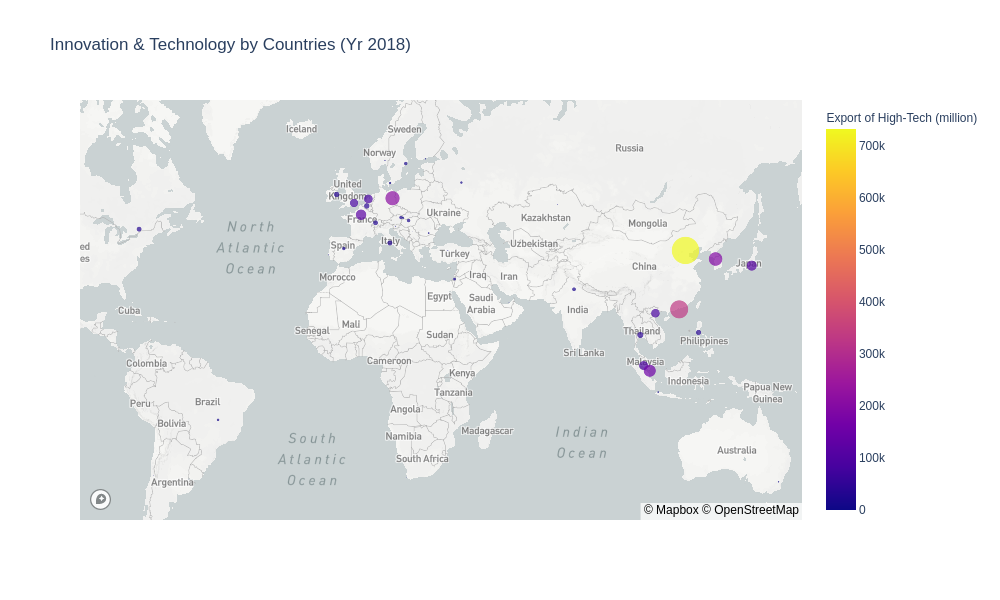 Innovation & Technology by Countries (Yr 2018)
Export of High-Tech (million)
700k
600k
500k
400k
300k
200k
100k
0
Iceland
Sweden
Norway
Russia
United
Kingdom
France
Ukraine
Kazakhstan
Mongolia
North
Atlantic
Ocean
ed
es
Spain
Italy
Turkey
Uzbekistan
China
Japan
Morocco
Iraq
Iran
Egypt
Saudi
Arabia
India
Cuba
Senegal
Mali
Sudan
Thailand
Philippines
Sri Lanka
Colombia
Cameroon
Kenya
Malaysia
Indonesia
Papua New
Guinea
Peru
Brazil
Tanzania
Angola
Bolivia
Namibia
Madagascar
South
Atlantic
Ocean
Indian
Ocean
South Africa
Australia
Argentina
© Mapbox © OpenStreetMap